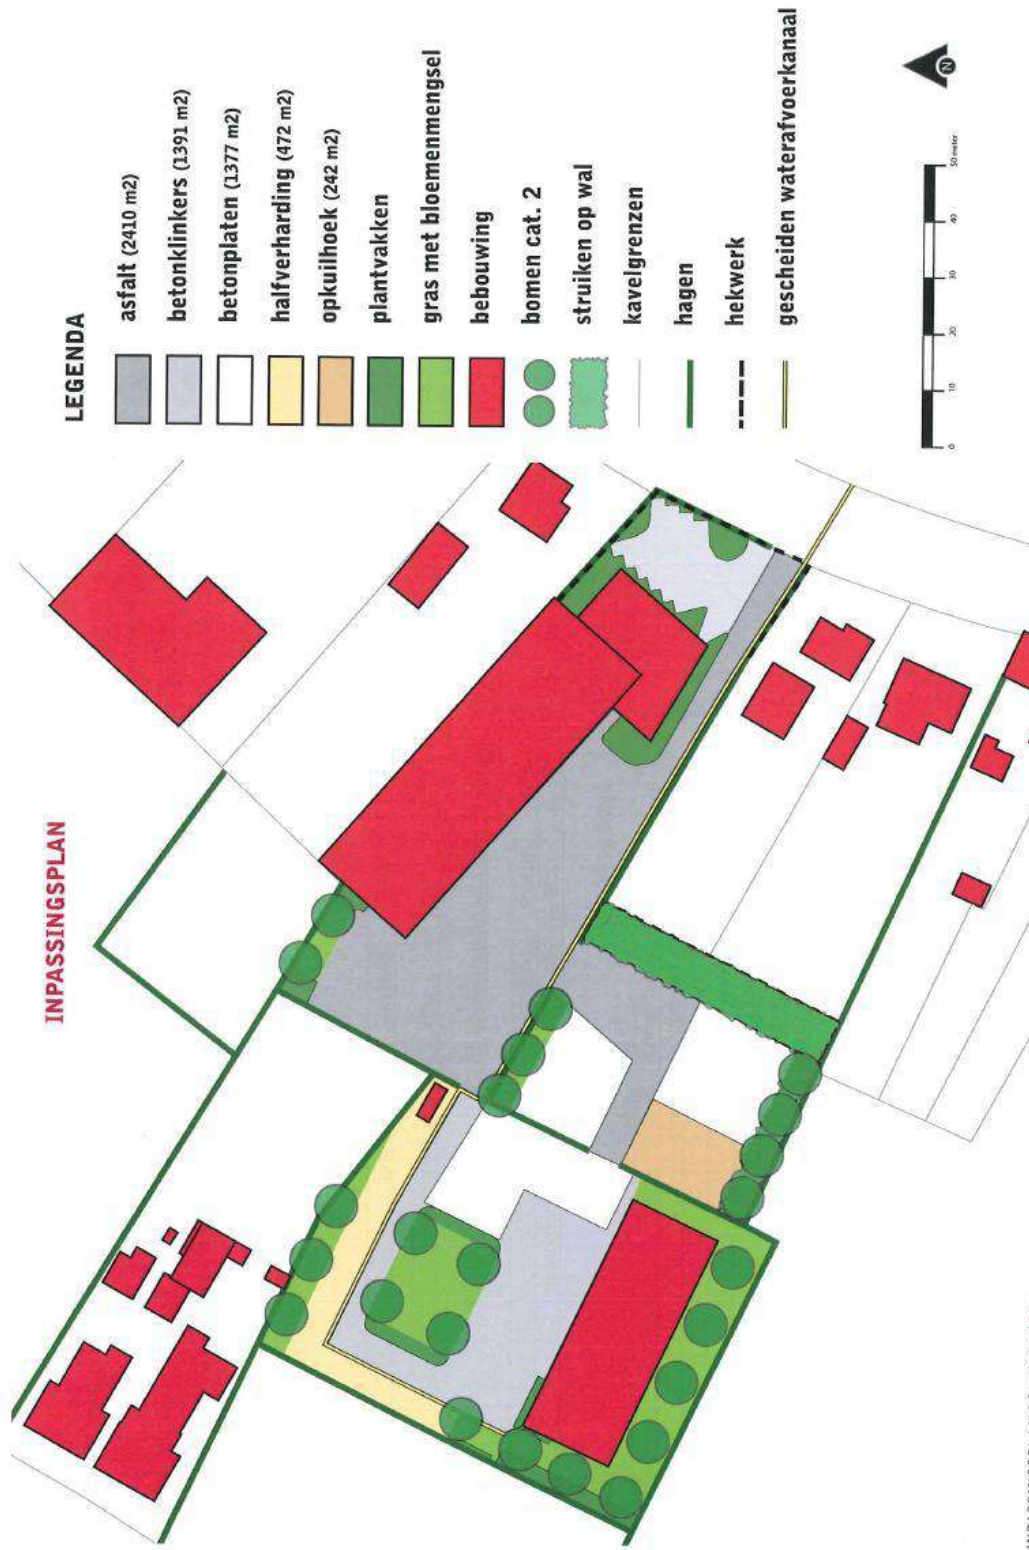 INPASSINGSPLAN
LEGENDA
asfalt (2410 m2)
betonklinkers (1391 m2)
betonplaten (1377 m2)
halfverharding (472 m2)
opkuilhoek (242 m2)
plantvakken
gras met bloemenmengsel
bebouwing
bomen cat. 2
struiken op wal
kavelgrenzen
hagen
hekwerk
gescheiden waterafvoerkanaal
0 10 20 30 40 50 meter
N